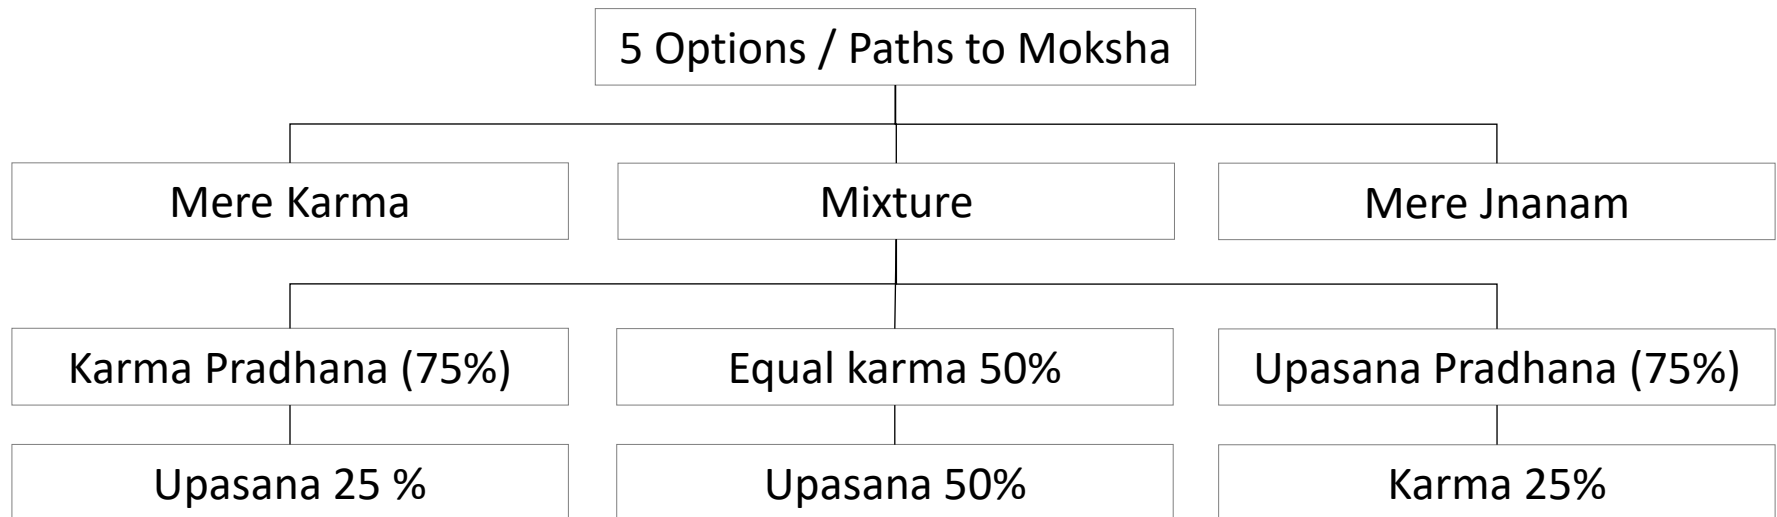 5 Options / Paths to Moksha
Mere Karma
Mixture
Mere Jnanam
Karma Pradhana (75%)
Equal karma 50%
Upasana Pradhana (75%)
Upasana 25 %
Upasana 50%
Karma 25%